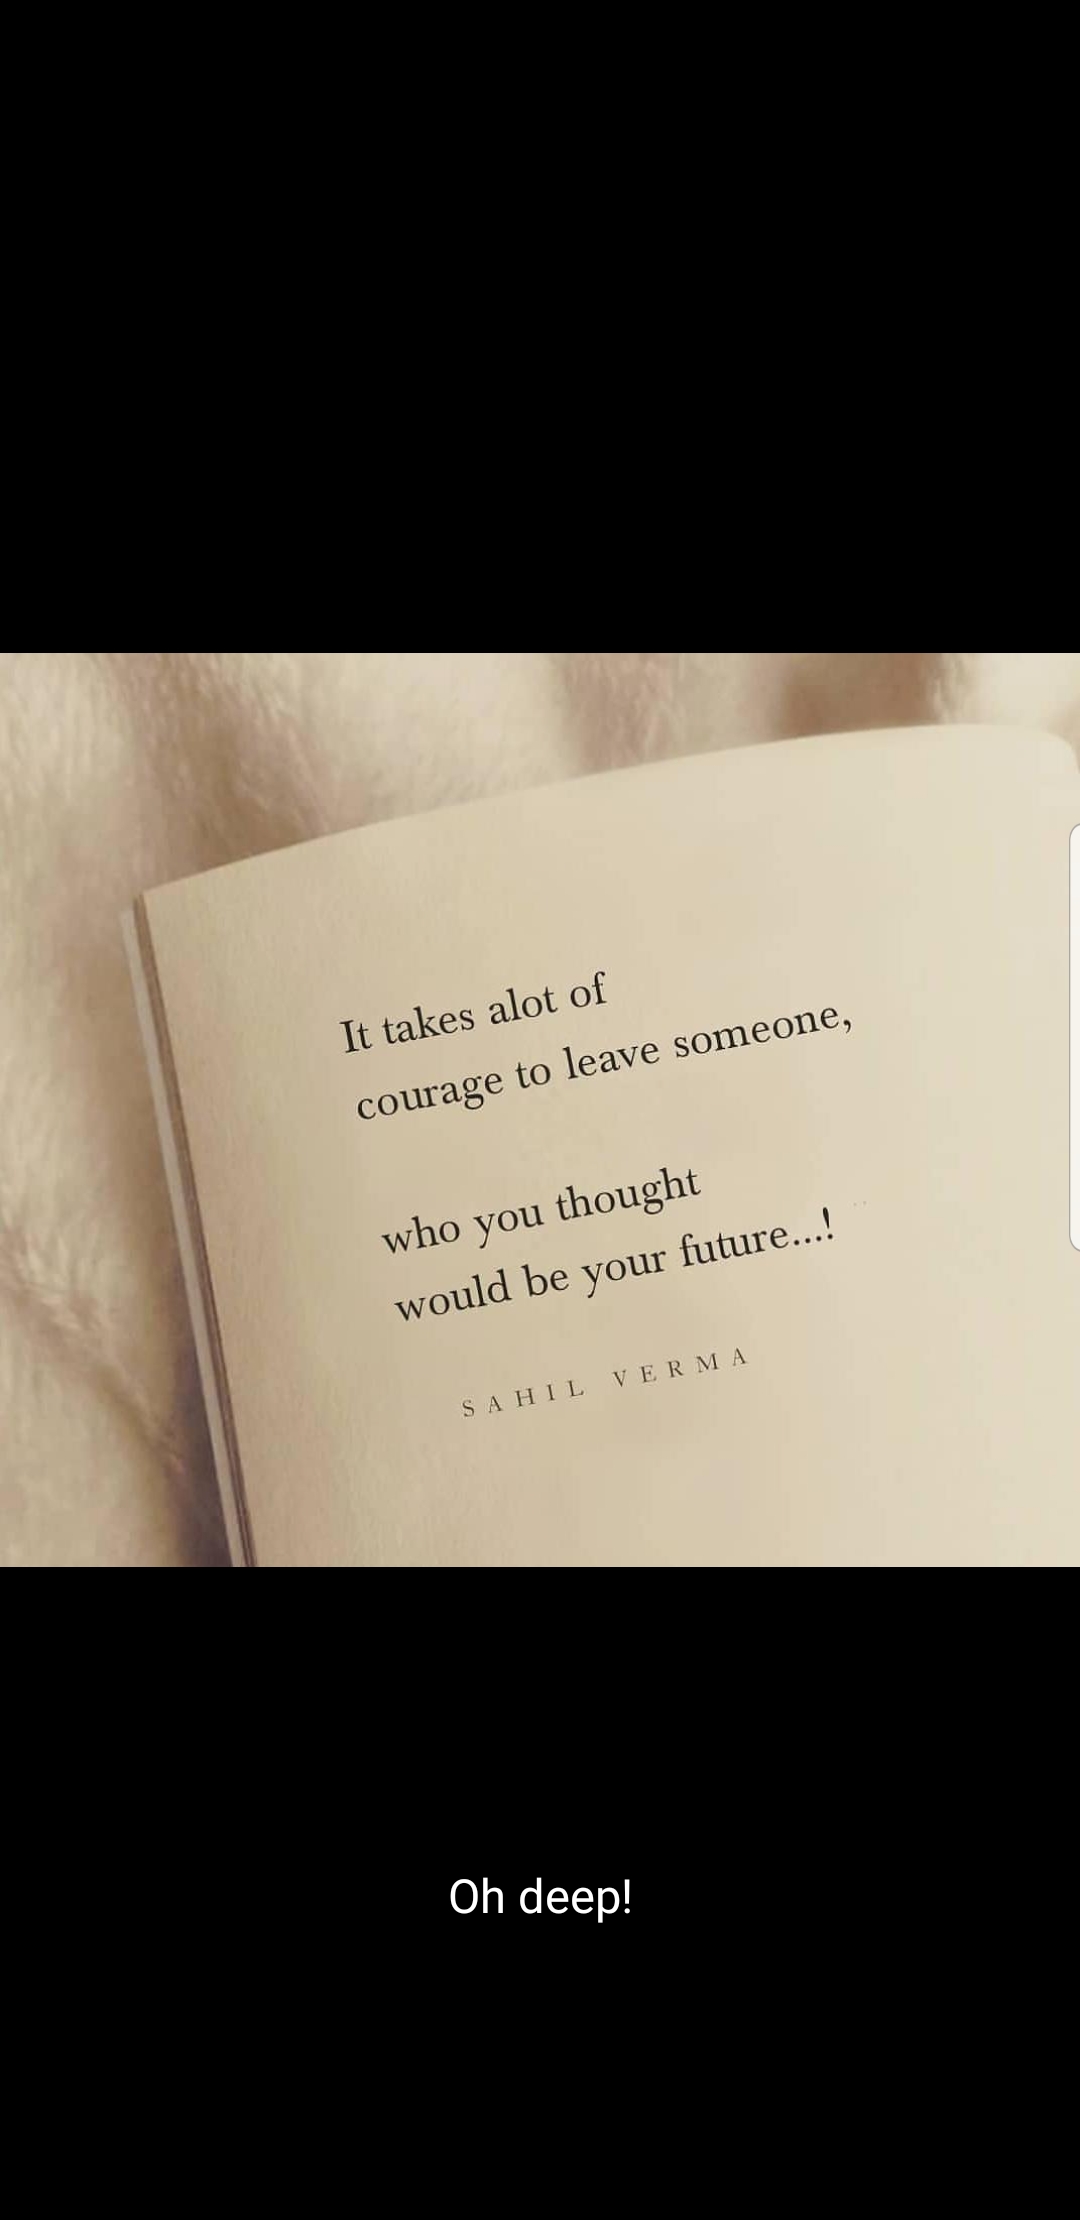 It takes alot of
courage to leave someone,
who you thought
would be your future...!
SAHIL VERMA
Oh deep!